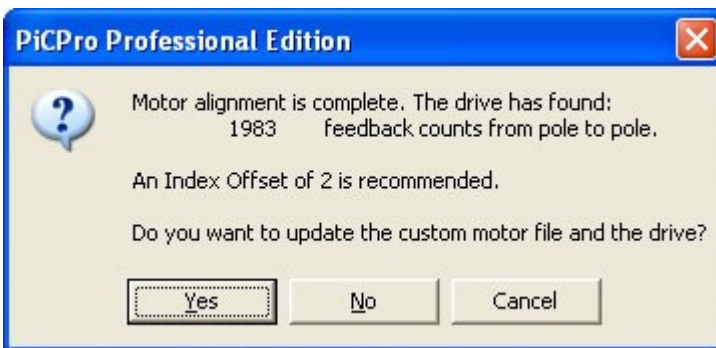 PiCPro Professional Edition
Motor alignment is complete. The drive has found:
1983 feedback counts from pole to pole.
An Index Offset of 2 is recommended.
Do you want to update the custom motor file and the drive?
Yes No Cancel